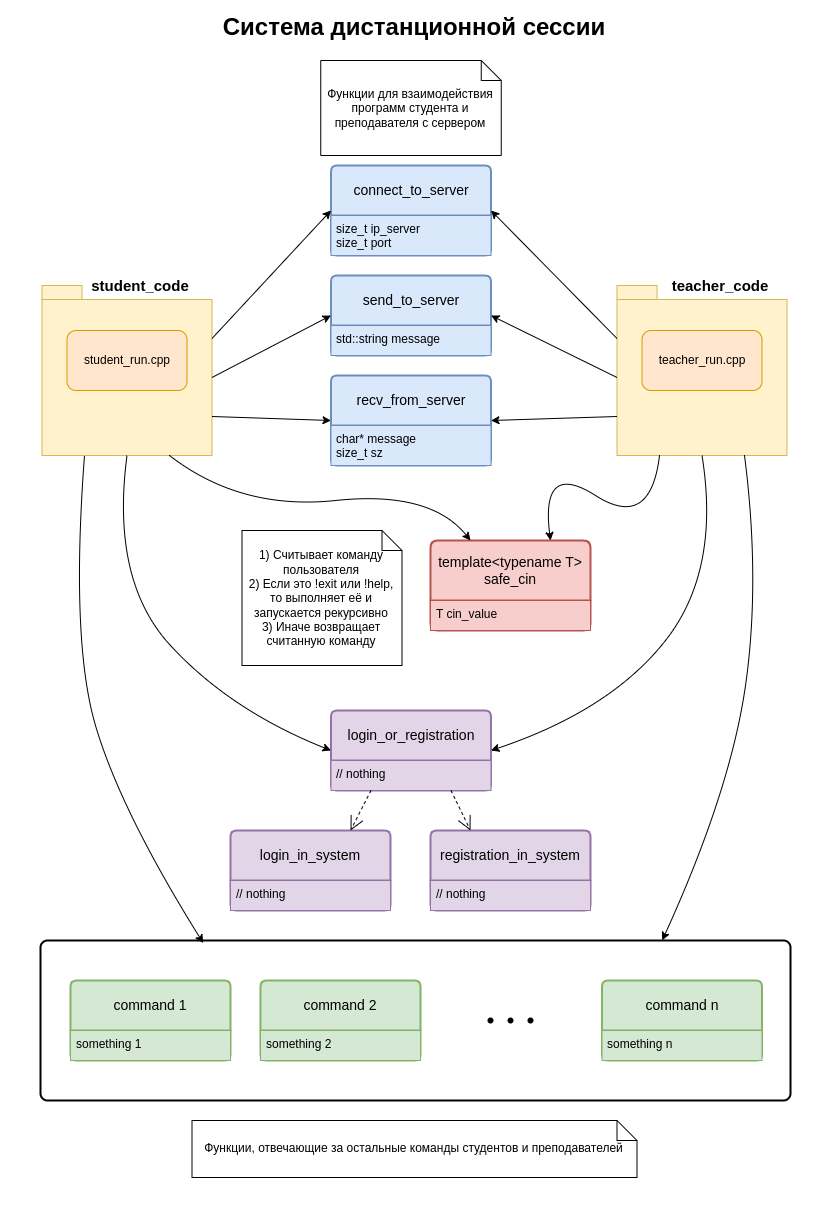 Система дистанционной сессии
Функции для взаимодействия
программ студента и
преподавателя с сервером
connect_to_server
size_t ip_server
size_t port
student_code
student_run.cpp
send_to_server
std::string message
teacher_code
teacher_run.cpp
recv_from_server
char* message
size_t sz
1) Считывает команду
пользователя
2) Если это !exit или !help,
то выполняет её и
запускается рекурсивно
3) Иначе возвращает
считанную команду
template<typename T>
safe_cin
T cin_value
login_or_registration
// nothing
login_in_system
// nothing
registration_in_system
// nothing
command 1
something 1
command 2
something 2
• • •
command n
something n
Функции, отвечающие за остальные команды студентов и преподавателей